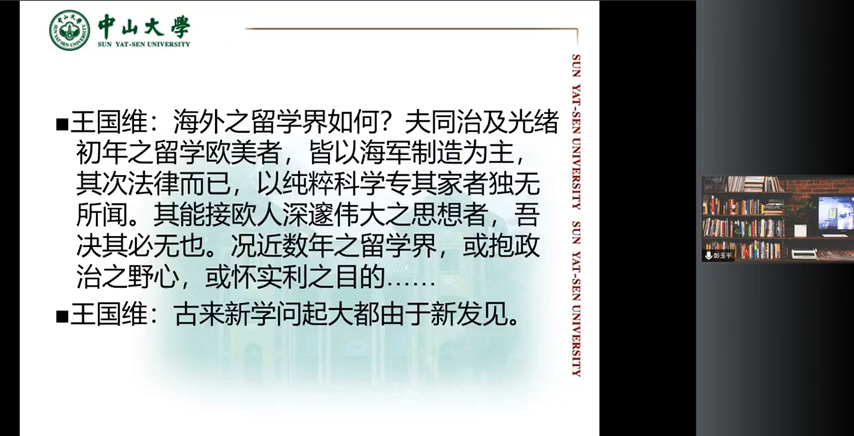 中山大學
SUN YAT-SEN UNIVERSITY
■王国维：海外之留学界如何？夫同治及光绪
初年之留学欧美者，皆以海军制造为主，
其次法律而已，以纯粹科学专其家者独无
所闻。其能接欧人深邃伟大之思想者，吾
决其必无也。况近数年之留学界，或抱政
治之野心，或怀实利之目的……
■王国维：古来新学问起大都由于新发见。
SUN YAT-SEN UNIVERSITY SUN YAT-SEN UNIVERSITY
彭玉平